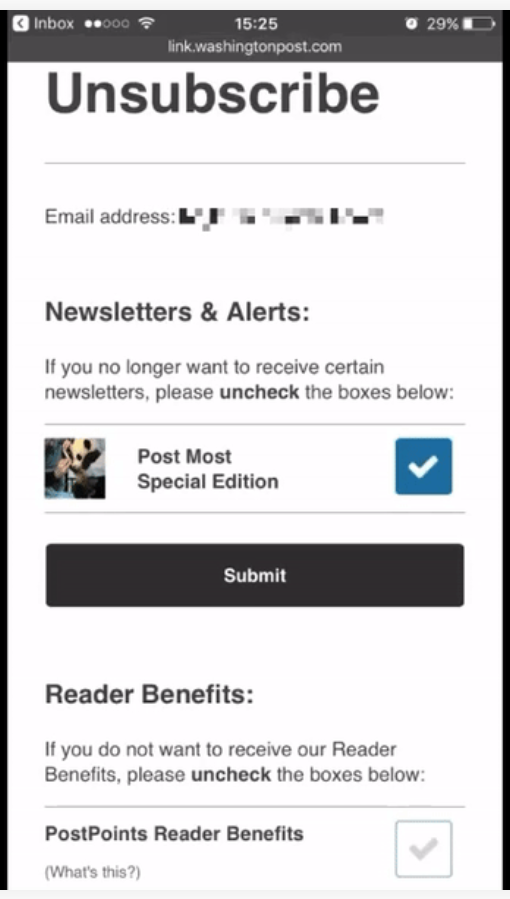 Inbox 15:25 29%
link.washingtonpost.com
Unsubscribe
Email address:
Newsletters & Alerts:
If you no longer want to receive certain
newsletters, please uncheck the boxes below:
Post Most
Special Edition
Submit
Reader Benefits:
If you do not want to receive our Reader
Benefits, please uncheck the boxes below:
PostPoints Reader Benefits
(What's this?)